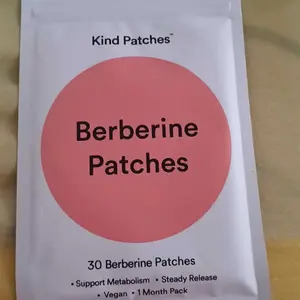 Kind Patches™
Berberine
Patches
30 Berberine Patches
• Support Metabolism • Steady Release
• Vegan • 1 Month Pack